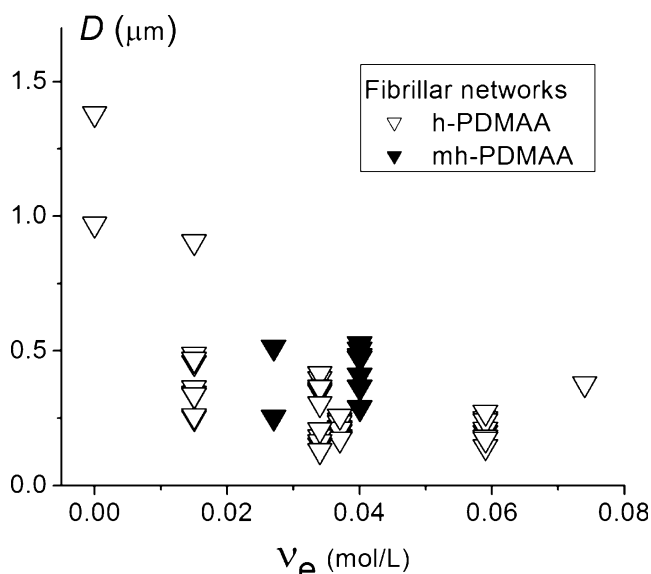 D (μm)
1.5
1.0
0.5
0.0
Fibrillar networks
▽ h-PDMAA
▼ mh-PDMAA
0.00 0.02 0.04 0.06 0.08
νe (mol/L)